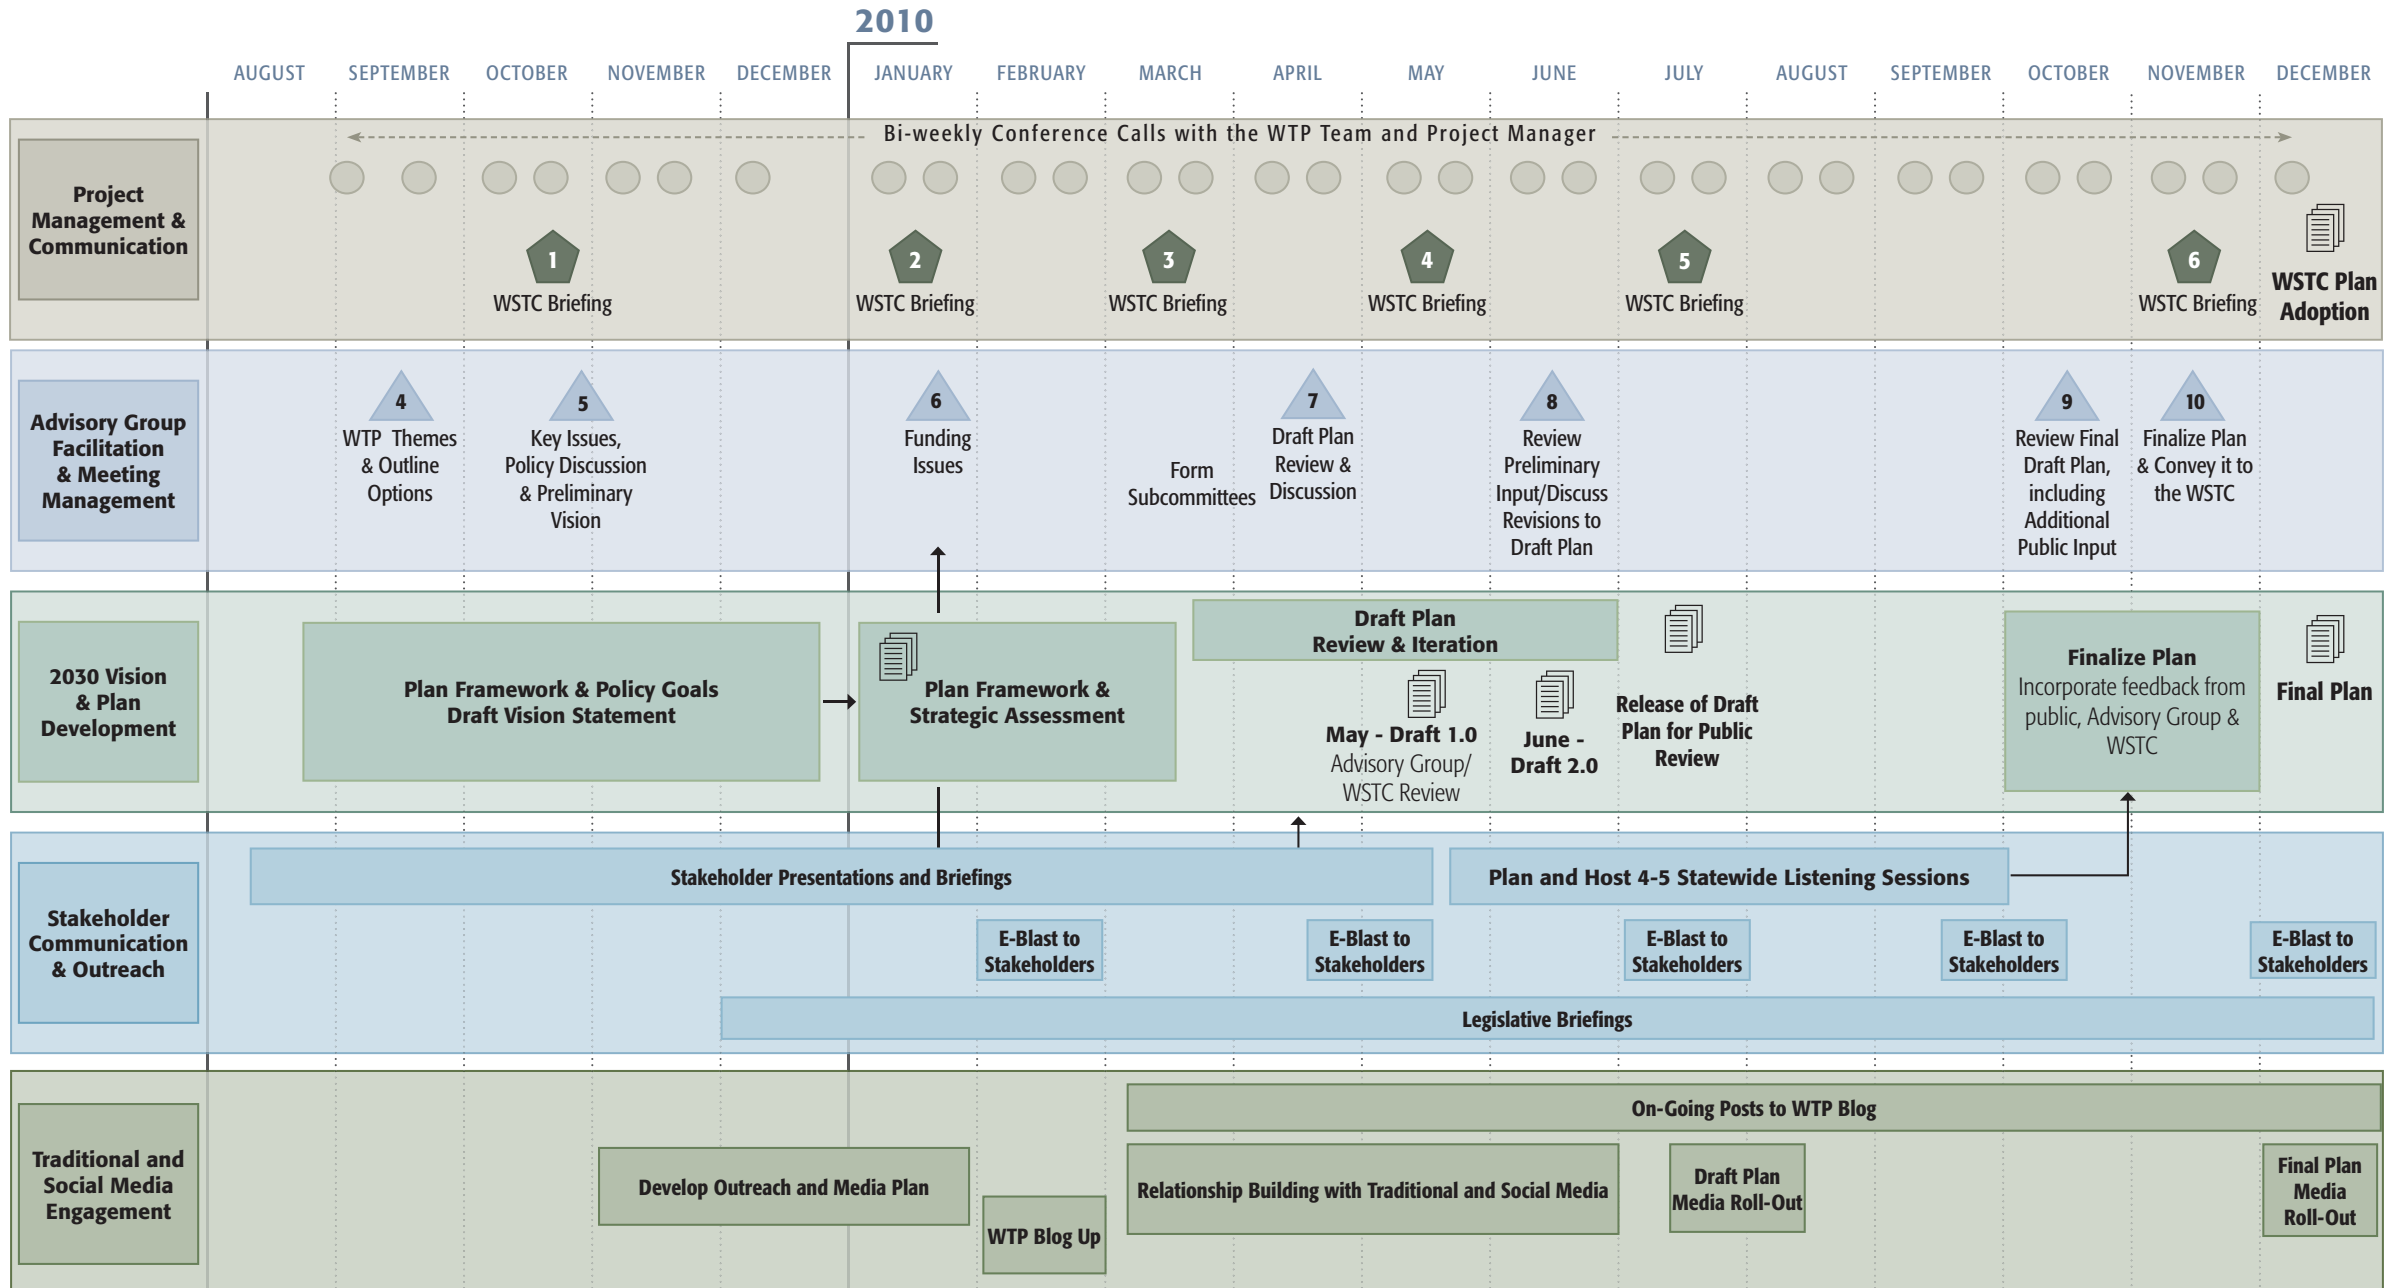 2010
AUGUST SEPTEMBER OCTOBER NOVEMBER DECEMBER JANUARY FEBRUARY MARCH APRIL MAY JUNE JULY AUGUST SEPTEMBER OCTOBER NOVEMBER DECEMBER
Bi-weekly Conference Calls with the WTP Team and Project Manager
Project
Management &
Communication
1
WSTC Briefing
2
WSTC Briefing
3
WSTC Briefing
4
WSTC Briefing
5
WSTC Briefing
6
WSTC Briefing
WSTC Plan
Adoption
Advisory Group
Facilitation
& Meeting
Management
4
WTP Themes
& Outline
Options
5
Key Issues,
Policy Discussion
& Preliminary
Vision
6
Funding
Issues
Form
Subcommittees
7
Draft Plan
Review &
Discussion
8
Review
Preliminary
Input/Discuss
Revisions to
Draft Plan
9
Review Final
Draft Plan,
including
Additional
Public Input
10
Finalize Plan
& Convey it to
the WSTC
2030 Vision
& Plan
Development
Plan Framework & Policy Goals
Draft Vision Statement
Plan Framework &
Strategic Assessment
Draft Plan
Review & Iteration
May - Draft 1.0
Advisory Group/
WSTC Review
June -
Draft 2.0
Release of Draft
Plan for Public
Review
Finalize Plan
Incorporate feedback from
public, Advisory Group &
WSTC
Final Plan
Stakeholder
Communication
& Outreach
Stakeholder Presentations and Briefings
Plan and Host 4-5 Statewide Listening Sessions
E-Blast to
Stakeholders
E-Blast to
Stakeholders
E-Blast to
Stakeholders
E-Blast to
Stakeholders
E-Blast to
Stakeholders
Legislative Briefings
Traditional and
Social Media
Engagement
On-Going Posts to WTP Blog
Develop Outreach and Media Plan
WTP Blog Up
Relationship Building with Traditional and Social Media
Draft Plan
Media Roll-Out
Final Plan
Media
Roll-Out